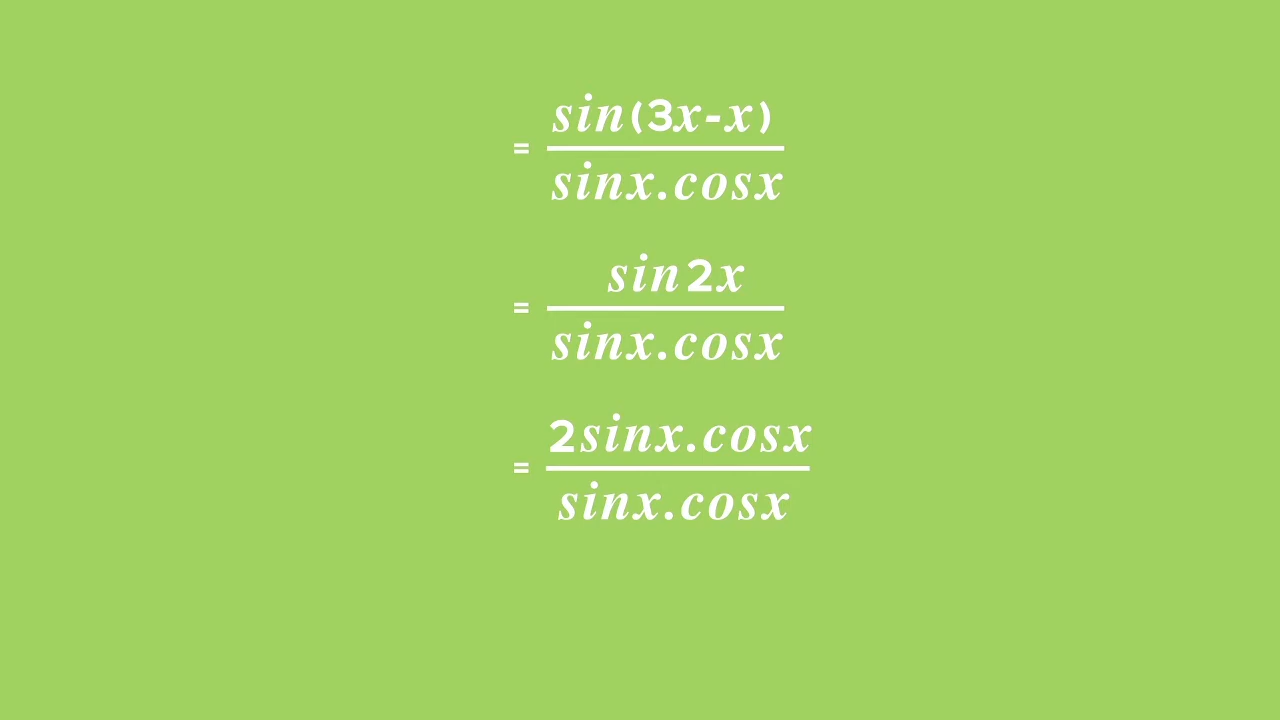 = sin(3x-x)
sinx.cosx
= sin2x
sinx.cosx
= 2sinx.cosx
sinx.cosx